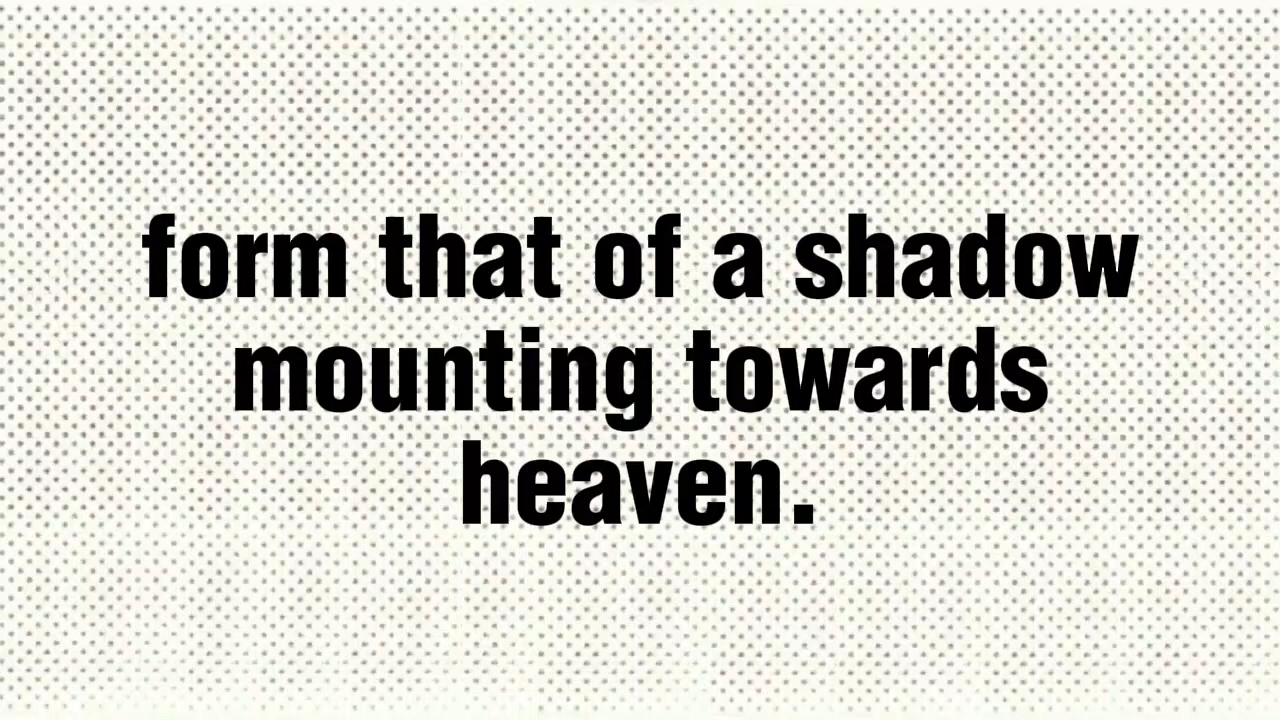 form that of a shadow
mounting towards
heaven.